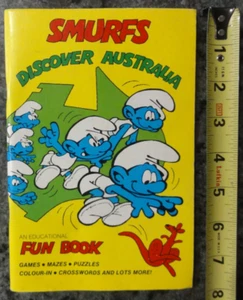 SMURFS
DISCOVER AUSTRALIA
AN EDUCATIONAL
FUN BOOK
GAMES • MAZES • PUZZLES
COLOUR-IN • CROSSWORDS AND LOTS MORE!
1
2
3
4
5
6
7
8